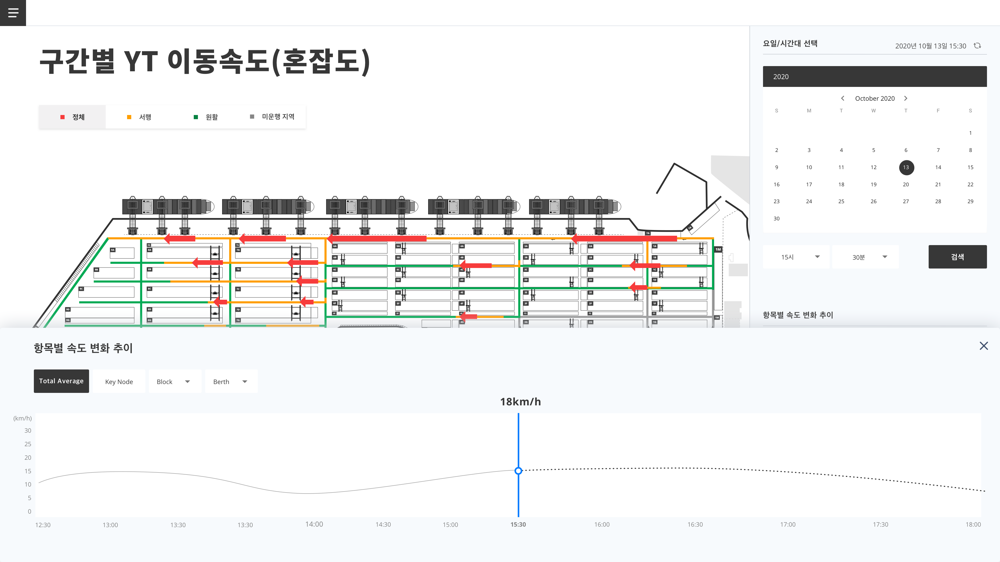 구간별 YT 이동속도(혼잡도)
정체 서행 원활 미운행 지역
요일/시간대 선택 2020년 10월 13일 15:30
2020
October 2020
S M T W T F S
1
2 3 4 5 6 7 8
9 10 11 12 13 14 15
16 17 18 19 20 21 22
23 24 25 26 27 28 29
30
15시 30분 검색
항목별 속도 변화 추이
7A
7A
8Q 7Q
9A 8A 7A 6A 5A 4A 3A 2A 1A 1M
6B 5B 4B 3B 2B 1B
9B 8B 7B 6C 5C 4C 3C 2C 1C
6D 5D 4D 3D 2D 1D
9C 8C 7C 6E 5E 4E 3E 2E 1E
6F 5F 4F 3F 2F 1F
9D 8D 7D 6F 5F 4F F3 F2 F1
9G 8G 7G 4G 3G 2G 1G 1M
항목별 속도 변화 추이
Total Average Key Node Block Berth
18km/h
(km/h)
30
25
20
15
10
5
0
12:30 13:00 13:30 13:30 14:00 14:30 15:00 15:30 16:00 16:30 17:00 17:30 18:00